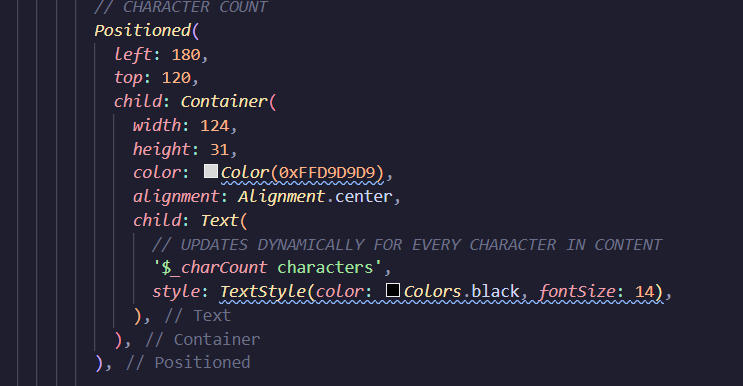 // CHARACTER COUNT
Positioned(
left: 180,
top: 120,
child: Container(
width: 124,
height: 31,
color: Color(0xFFD9D9D9),
alignment: Alignment.center,
child: Text(
// UPDATES DYNAMICALLY FOR EVERY CHARACTER IN CONTENT
'$_charCount characters',
style: TextStyle(color: Colors.black, fontSize: 14),
), // Text
), // Container
), // Positioned